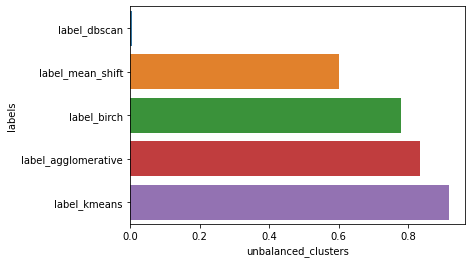 label_dbscan
label_mean_shift
label_birch
label_agglomerative
label_kmeans
labels
0.0 0.2 0.4 0.6 0.8
unbalanced_clusters